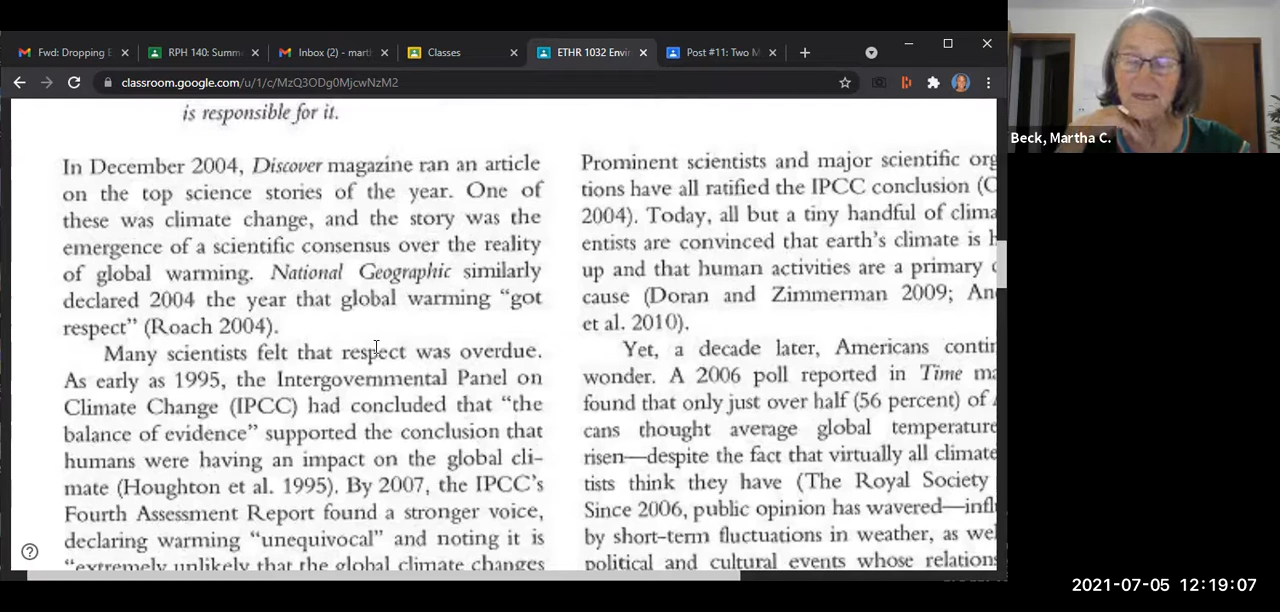 Fwd: Dropping E
RPH 140: Summ
Inbox (2) - mart
Classes
ETHR 1032 Envi
Post #11: Two M
classroom.google.com/u/1/c/MzQ3ODg0MjcwNzM2
Beck, Martha C.
is responsible for it.
In December 2004, Discover magazine ran an article
on the top science stories of the year. One of
these was climate change, and the story was the
emergence of a scientific consensus over the reality
of global warming. National Geographic similarly
declared 2004 the year that global warming “got
respect” (Roach 2004).
Many scientists felt that respect was overdue.
As early as 1995, the Intergovernmental Panel on
Climate Change (IPCC) had concluded that “the
balance of evidence” supported the conclusion that
humans were having an impact on the global cli-
mate (Houghton et al. 1995). By 2007, the IPCC’s
Fourth Assessment Report found a stronger voice,
declaring warming “unequivocal” and noting it is
“extremely unlikely that the global climate changes
Prominent scientists and major scientific org
tions have all ratified the IPCC conclusion (O
2004). Today, all but a tiny handful of clima
entists are convinced that earth’s climate is h
up and that human activities are a primary
cause (Doran and Zimmerman 2009; An
et al. 2010).
Yet, a decade later, Americans contin
wonder. A 2006 poll reported in Time ma
found that only just over half (56 percent) of A
cans thought average global temperature
risen—despite the fact that virtually all climate
tists think they have (The Royal Society
Since 2006, public opinion has wavered—infl
by short-term fluctuations in weather, as wel
political and cultural events whose relations
2021-07-05 12:19:07